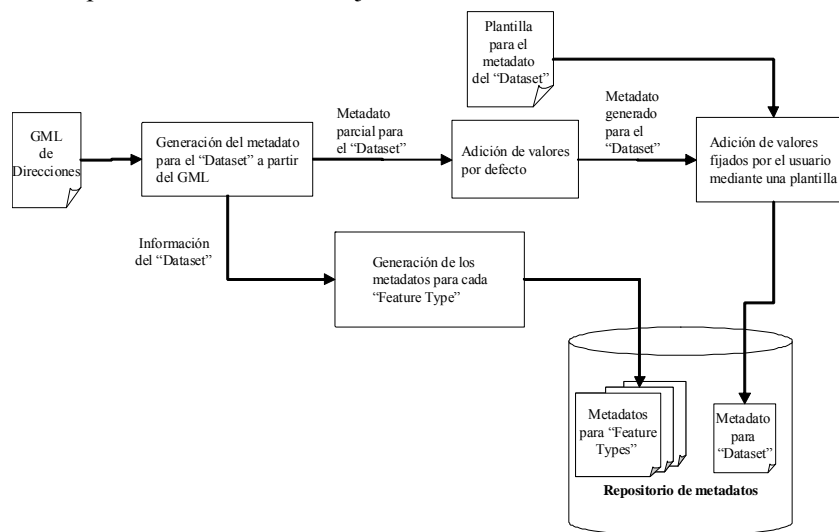 Plantilla
para el
metadato
del “Dataset”
GML
de
Direcciones
Generación del metadato
para el “Dataset” a partir
del GML
Metadato
parcial para
el “Dataset”
Adición de valores
por defecto
Metadato
generado
para el
“Dataset”
Adición de valores
fijados por el usuario
mediante una plantilla
Información
del “Dataset”
Generación de los
metadatos para cada
“Feature Type”
Metadatos
para “Feature
Types”
Metadato
para
“Dataset”
Repositorio de metadatos